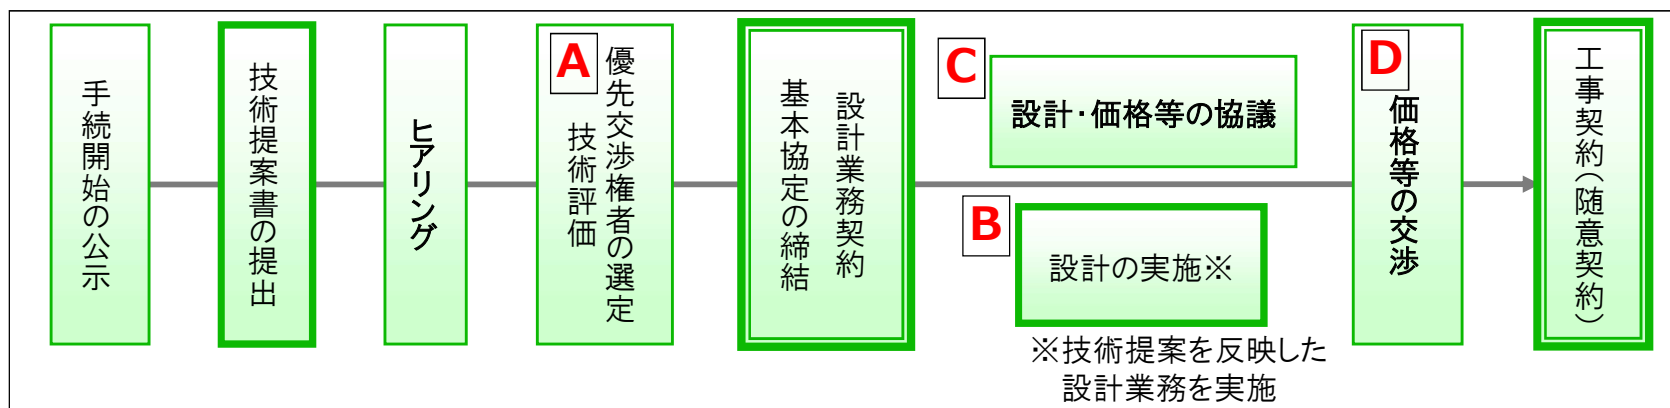 手続開始の公示
技術提案書の提出
ヒアリング
A
優先交渉権者の選定
技術評価
設計業務契約
基本協定の締結
C
設計・価格等の協議
B
設計の実施※
※技術提案を反映した
設計業務を実施
D
価格等の交渉
工事契約(随意契約)